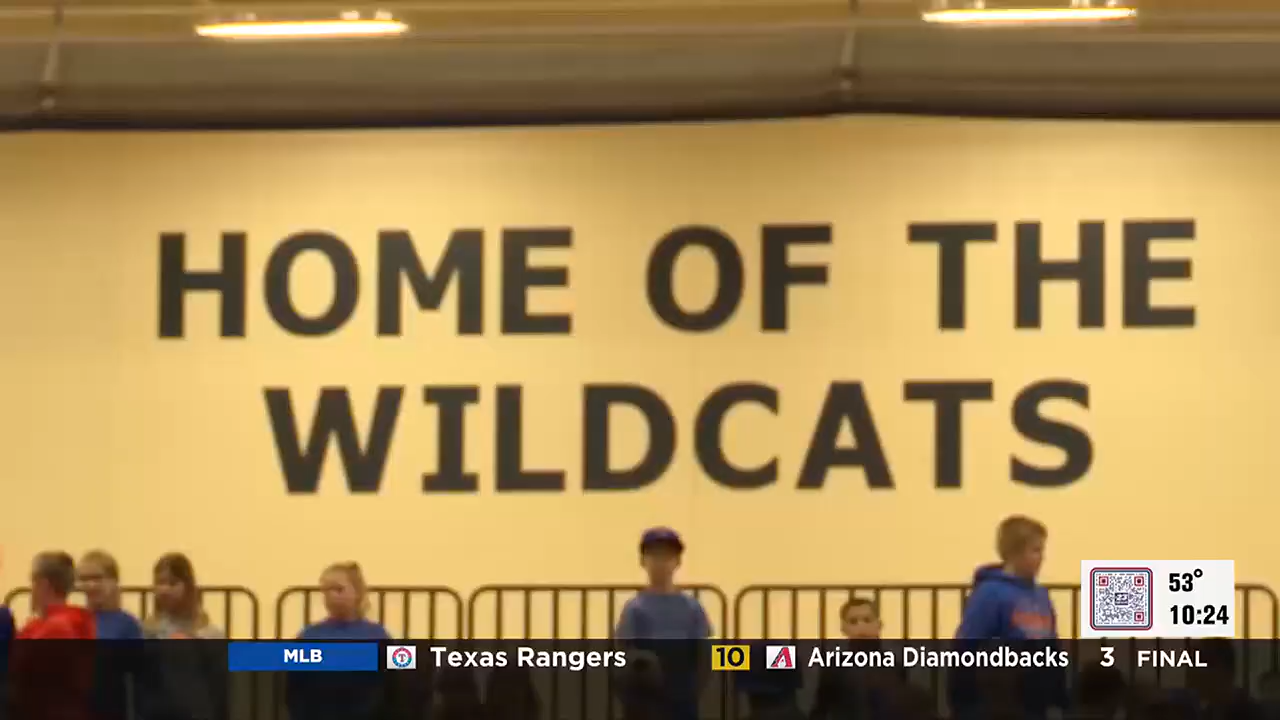 HOME OF THE
WILDCATS
53°
10:24
MLB Texas Rangers 10 Arizona Diamondbacks 3 FINAL